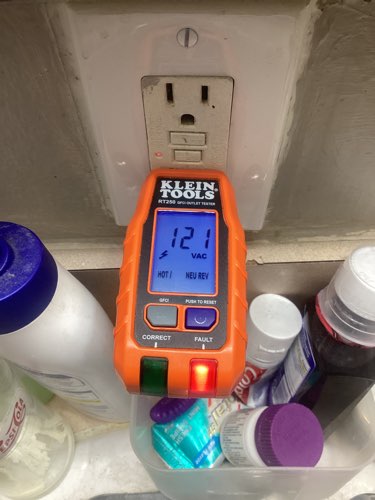 KLEIN
TOOLS®
RT250 GFCI OUTLET TESTER
121
VAC
HOT/ NEU REV
GFCI PUSH TO RESET
CORRECT FAULT